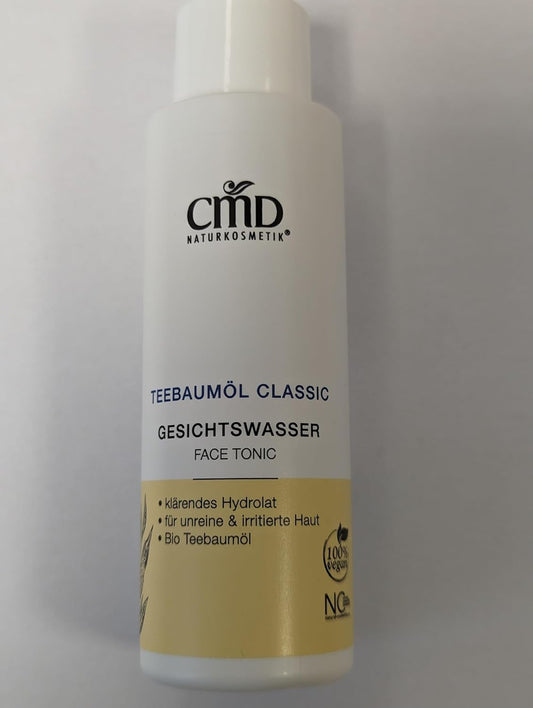 CMD
NATURKOSMETIK®
TEEBAUMÖL CLASSIC
GESICHTSWASSER
FACE TONIC
• klärendes Hydrolat
• für unreine & irritierte Haut
• Bio Teebaumöl
100%
vegan